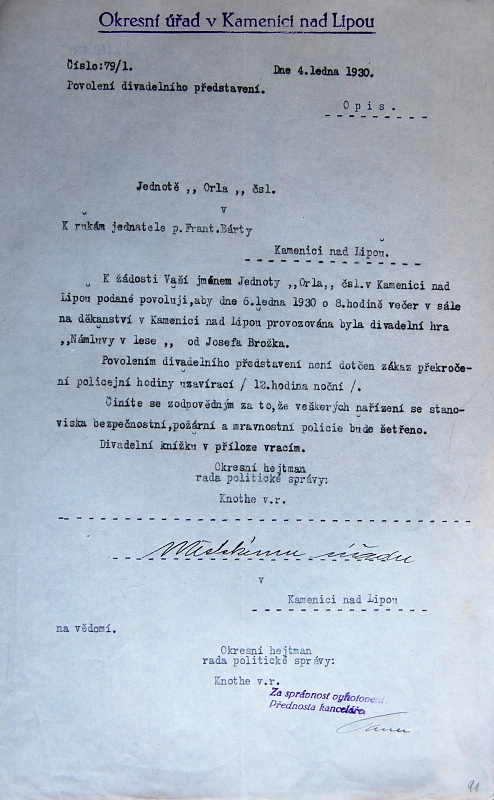 Okresní úřad v Kamenici nad Lipou
Číslo:79/1.
Dne 4.ledna 1930.
Povolení divadelního představení.
Opis.
Jednotě ,, Orla ,, čsl.
v
K rukám jednatele p.Frant.Bárty
Kamenici nad Lipou.
K žádosti Vaší jménem Jednoty ,,Orla,, čsl.v Kamenici nad
Lipou podané povoluji,aby dne 6.ledna 1930 o 8.hodině večer v sále
na děkanství v Kamenici nad Lipou provozována byla divadelní hra
,,Námluvy v lese ,, od Josefa Brožka.
Povolením divadelního představení není dotčen zákaz překroče-
ní policejní hodiny uzavírací / 12.hodina noční /.
Činíte se zodpovědným za to,že veškerých nařízení se stano-
viska bezpečnostní,požární a mravnostní policie bude šetřeno.
Divadelní knížku v příloze vracím.
Okresní hejtman
rada politické správy:
Knothe v.r.
Městskému úřadu
v
Kamenici nad Lipou
na vědomí.
Okresní hejtman
rada politické správy:
Knothe v.r.
Za správnost vyhotovení:
Přednosta kanceláře
91